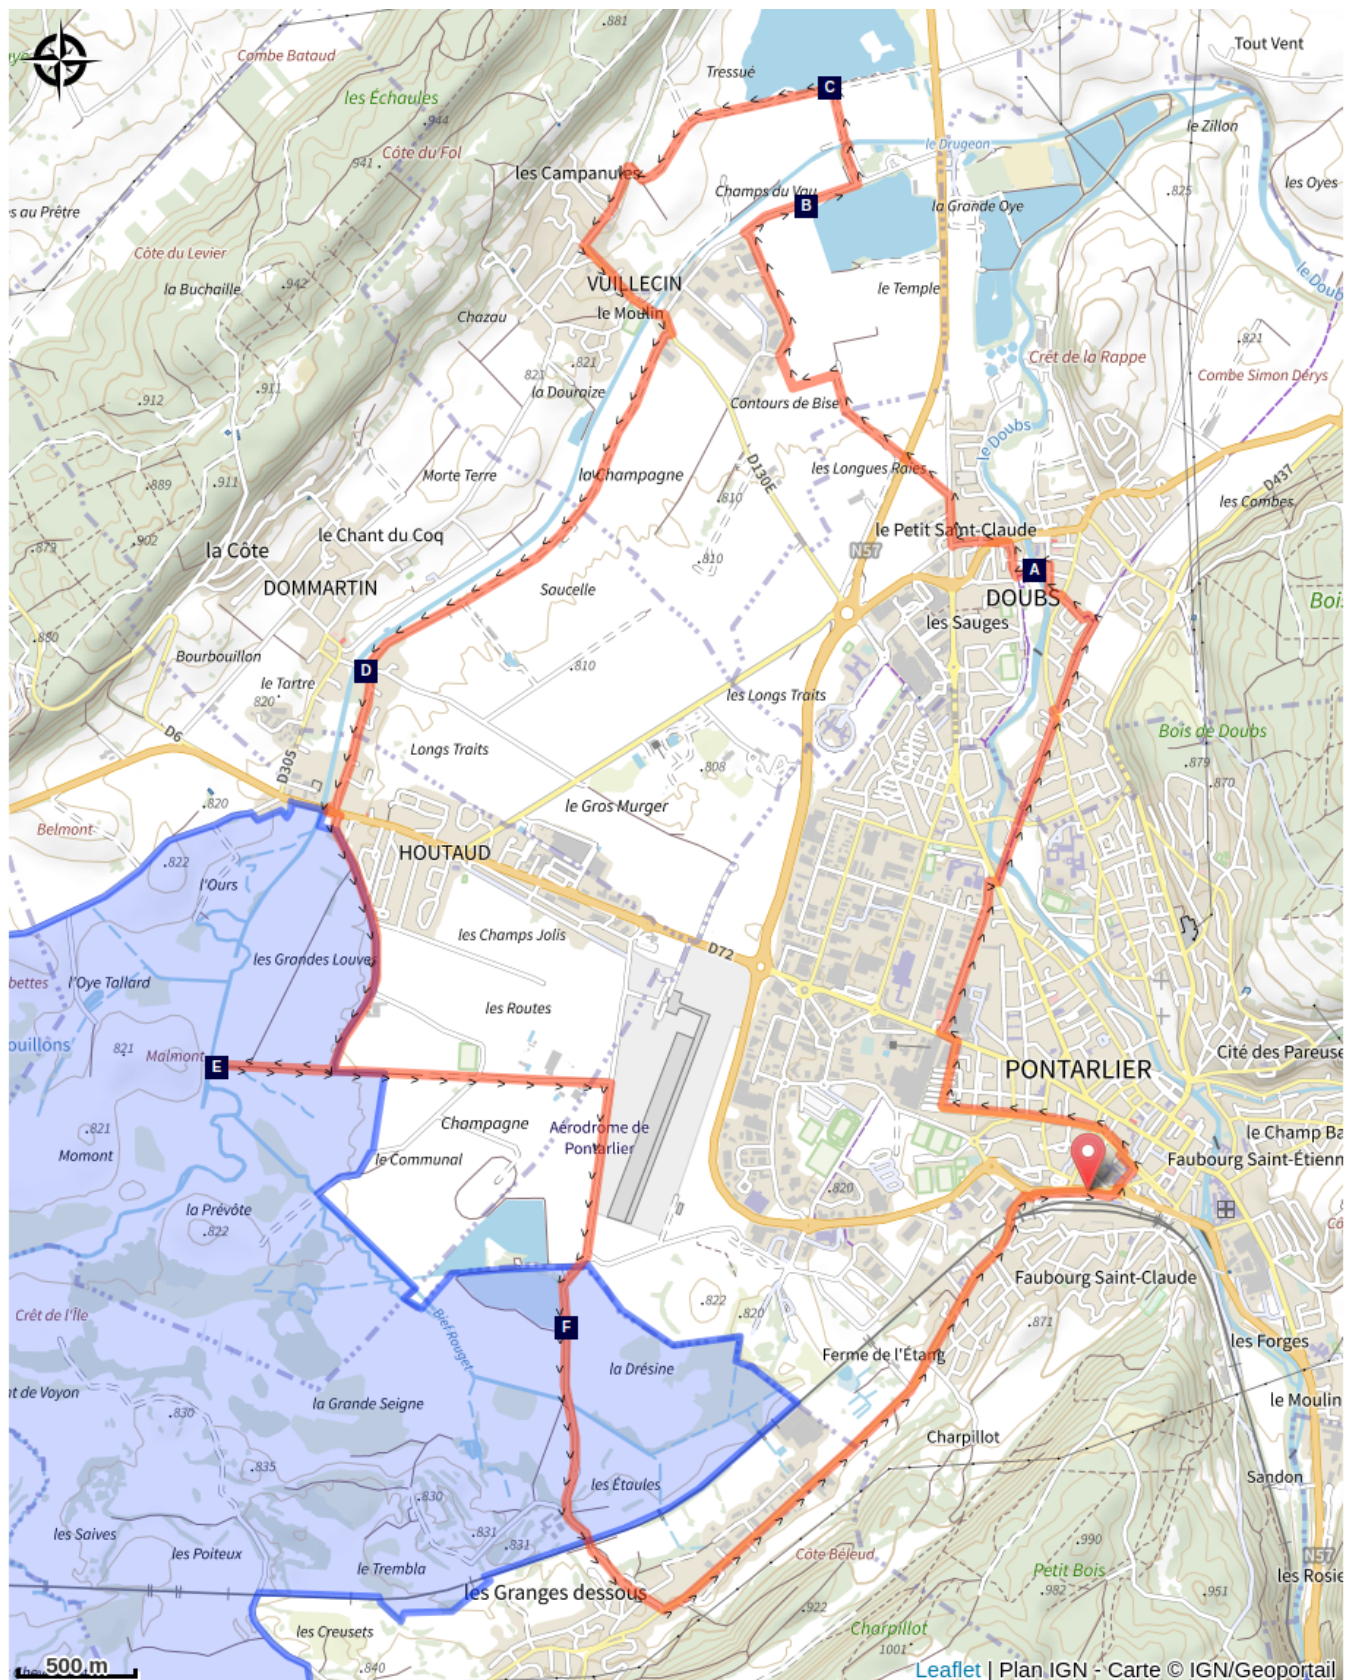 .881
Tout Vent
Combe Bataud
Tressué
C
les Échaules
.944
le Zillon
Côte du Fol
le Drugeon
941
les Campanules
.825
les Oyes
Champs du Vau
B
la Grande Oye
s au Prêtre
Côte du Levier
le Doub
.942
VUILLECIN
la Buchaille
le Temple
le Moulin
Chazau
.821
Crêt de la Rappe
.821
821
Combe Simon Dérys
.911
la Douraize
.912
Contours de Bise
le Doubs
les Longues Raies
Morte Terre
la Champagne
D130E
D437
.889
.911
.810
les Combes
le Petit Saint-Claude
.902
le Chant du Coq
.879
la Côte
N57
.810
A
DOMMARTIN
Saucelle
DOUBS
Boi
les Sauges
.880
Bourbouillon
.810
D
le Tartre
les Longs Traits
820
D6
Bois de Doubs
Longs Traits
D305
.808
.879
.870
.820
le Gros Murger
Belmont
HOUTAUD
.822
l'Ours
les Champs Jolis
D72
les Grandes Louves
bettes
l'Oye Tallard
les Routes
ouillons
821
Malmont
Cité des Pareuse
E
PONTARLIER
Champagne
Aérodrome de
Pontarlier
.821
le Champ Ba
Momont
le Communal
Faubourg Saint-Étienn
.820
la Prévôte
.822
Cô
Faubourg Saint-Claude
.822
.820
Crêt de l'Île
.871
Bief Rouget
F
les Forges
Ferme de l'Étang
la Drésine
nt de Voyon
la Grande Seigne
le Moulin
.830
Charpillot
.835
Sandon
les Étaules
.830
les Saives
.831
.831
.990
les Poiteux
Côte Béleud
N57
le Trembla
Petit Bois
les Rosie
les Granges dessous
.982
.951
.922
les Creusets
Charpillot
1001
.840
500 m
Leaflet | Plan IGN - Carte © IGN/Geoportail